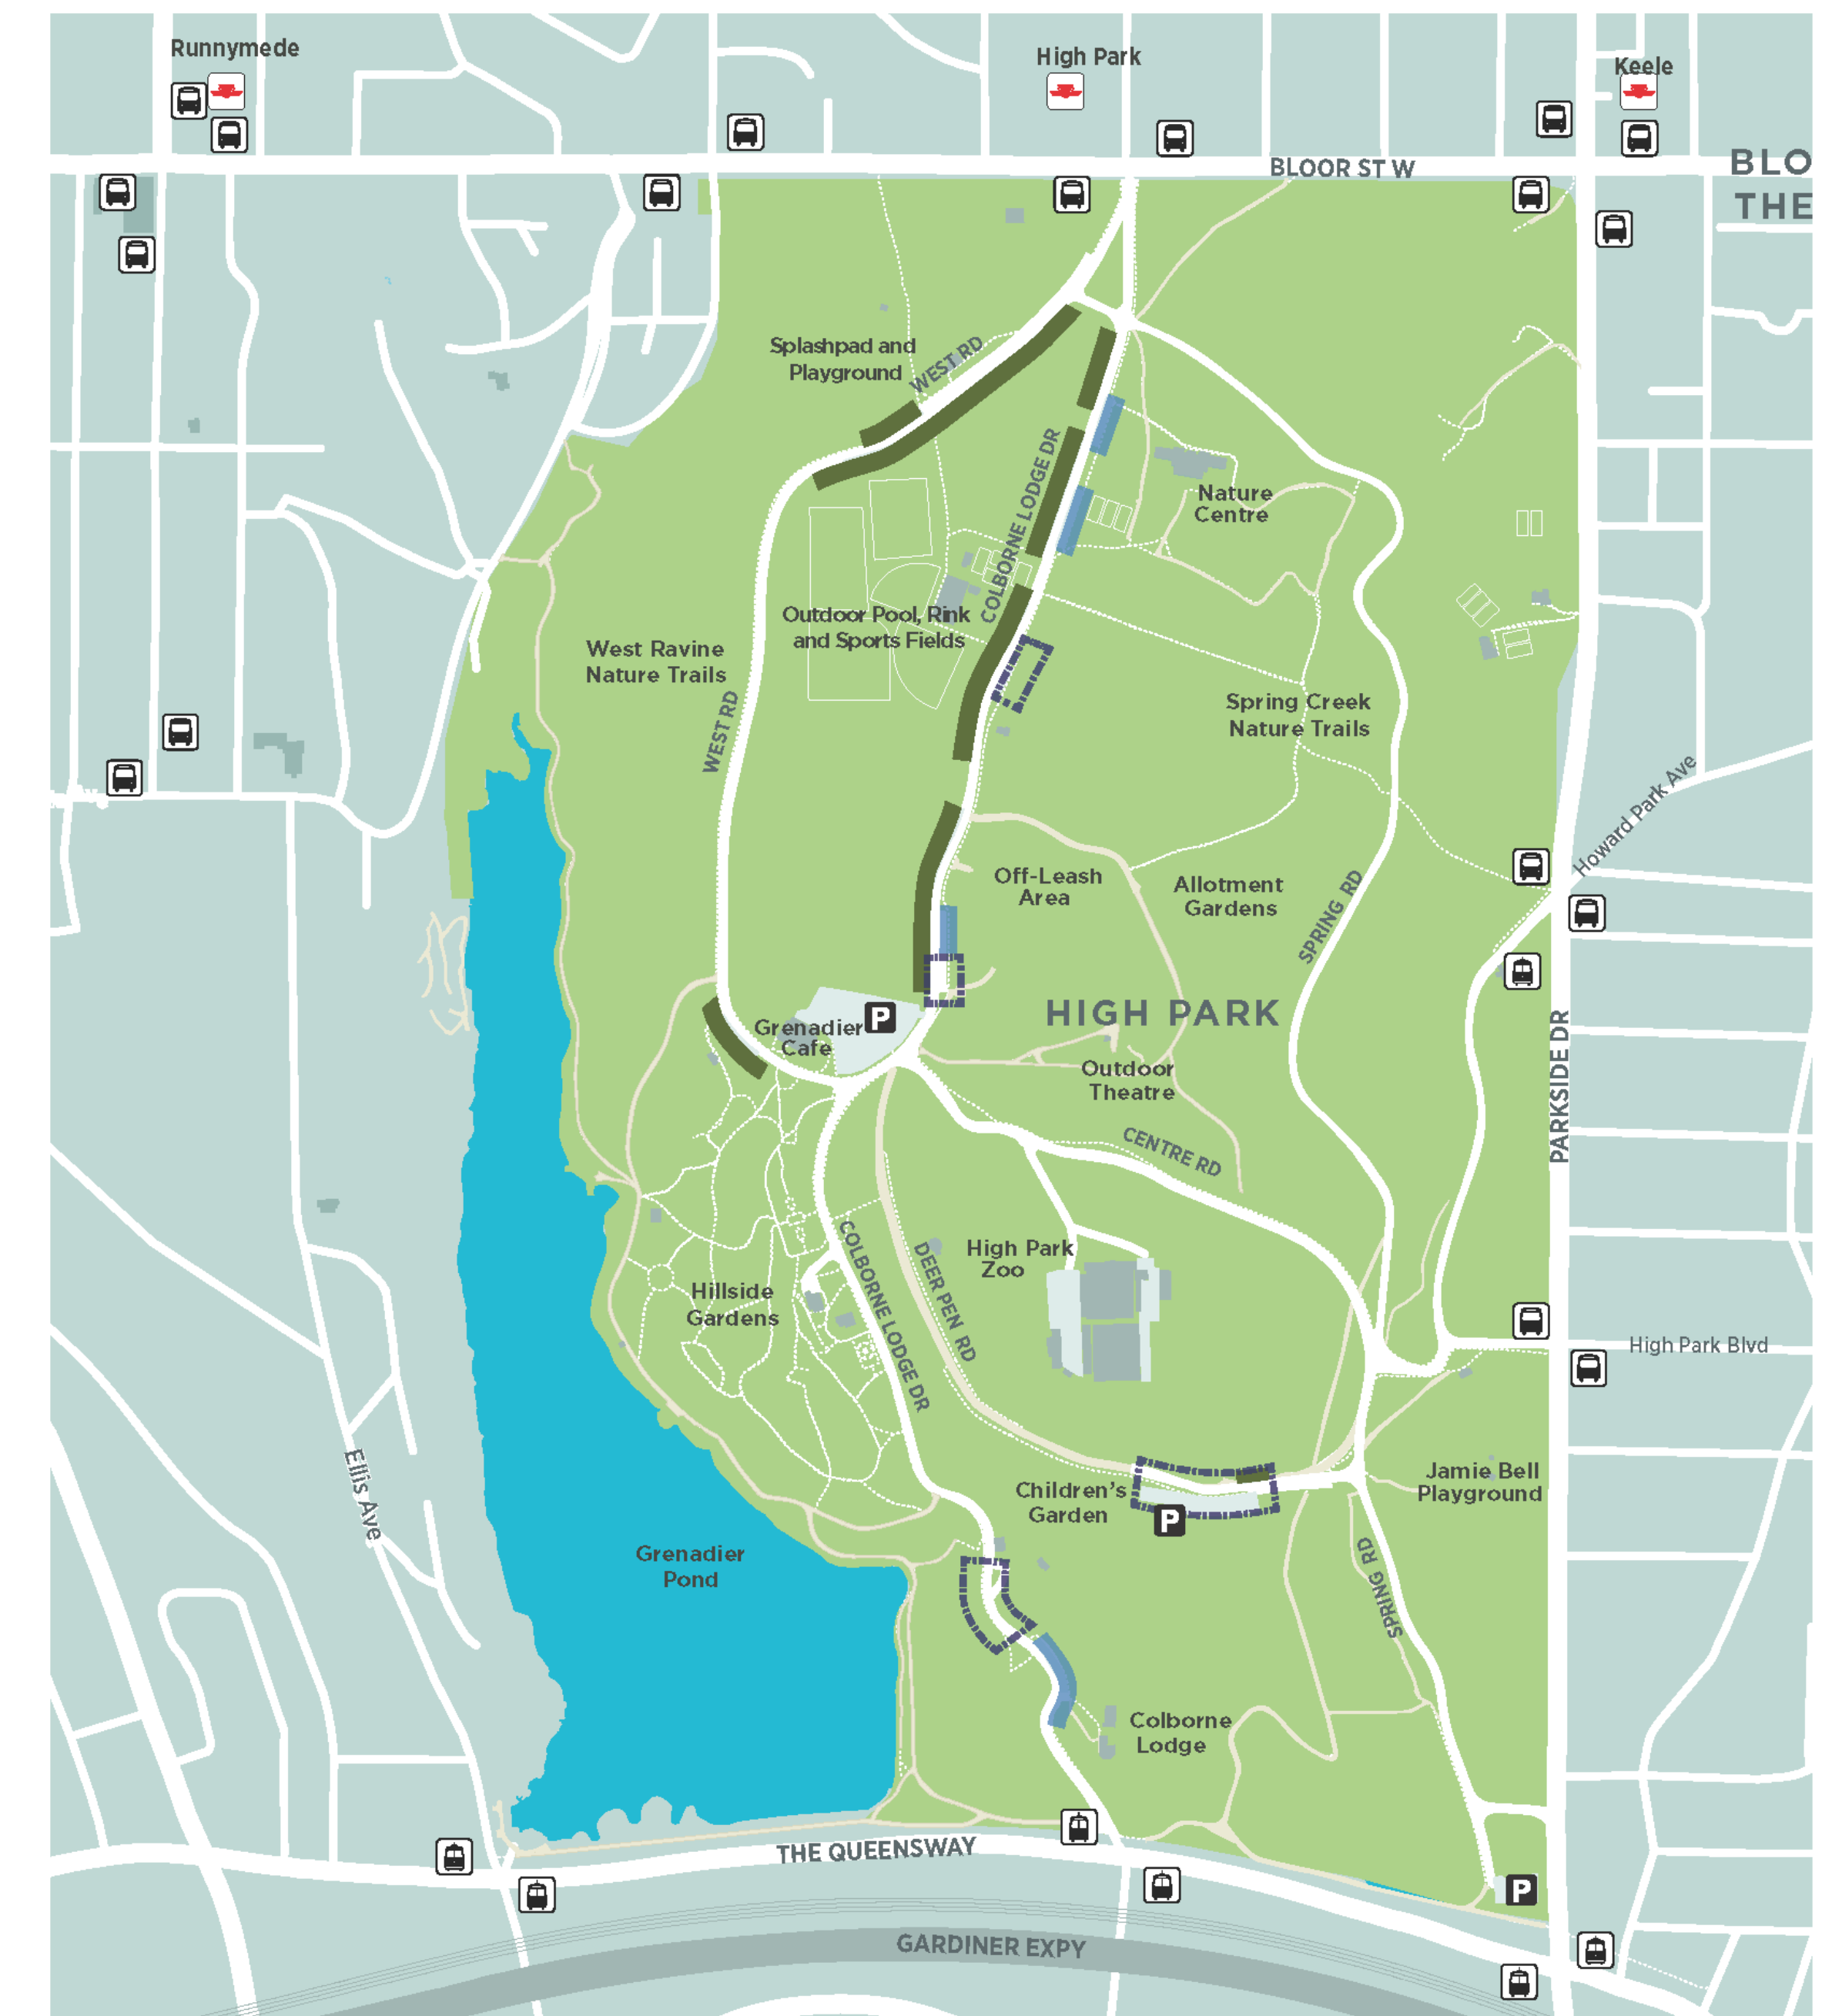 Runnymede
High Park
Keele
BLOOR ST W
BLO
THE
Splashpad and
Playground
WEST RD
COLBORNE LODGE DR
Nature
Centre
Outdoor Pool, Rink
and Sports Fields
West Ravine
Nature Trails
WEST RD
Spring Creek
Nature Trails
Howard Park Ave
Off-Leash
Area
Allotment
Gardens
SPRING RD
HIGH PARK
P
Grenadier
Cafe
Outdoor
Theatre
PARKSIDE DR
CENTRE RD
High Park
Zoo
COLBORNE LODGE DR
DEER PEN RD
Hillside
Gardens
High Park Blvd
Ellis Ave
Children's
Garden
P
Jamie Bell
Playground
SPRING RD
Grenadier
Pond
Colborne
Lodge
THE QUEENSWAY
P
GARDINER EXPY